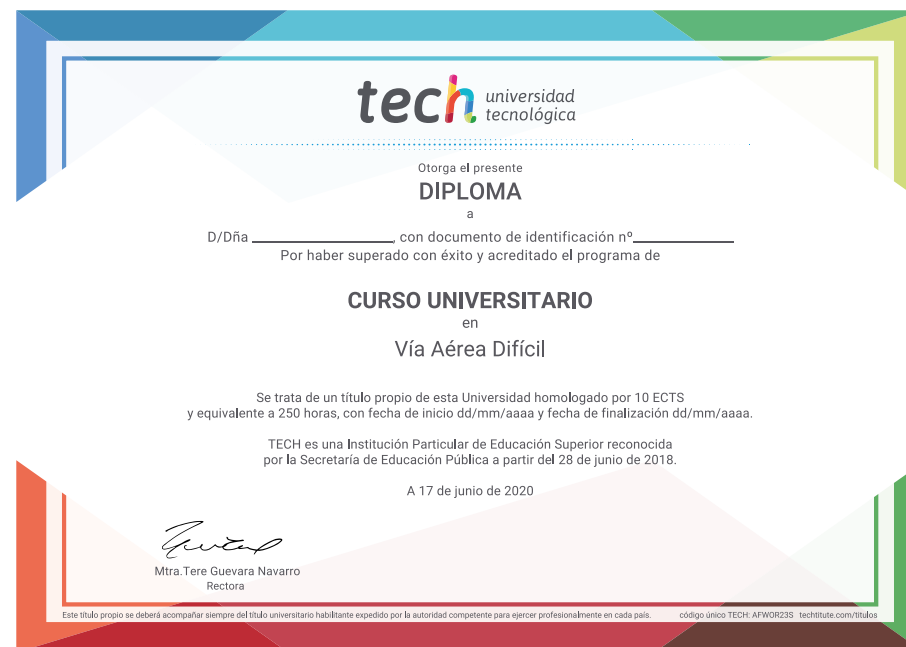 tech universidad
tecnológica
Otorga el presente
DIPLOMA
a
D/Dña ____________________, con documento de identificación nº______________
Por haber superado con éxito y acreditado el programa de
CURSO UNIVERSITARIO
en
Vía Aérea Difícil
Se trata de un título propio de esta Universidad homologado por 10 ECTS
y equivalente a 250 horas, con fecha de inicio dd/mm/aaaa y fecha de finalización dd/mm/aaaa.
TECH es una Institución Particular de Educación Superior reconocida
por la Secretaría de Educación Pública a partir del 28 de junio de 2018.
A 17 de junio de 2020
Mtra.Tere Guevara Navarro
Rectora
Este título propio se deberá acompañar siempre del título universitario habilitante expedido por la autoridad competente para ejercer profesionalmente en cada país. código único TECH: AFWOR23S techtitute.com/titulos